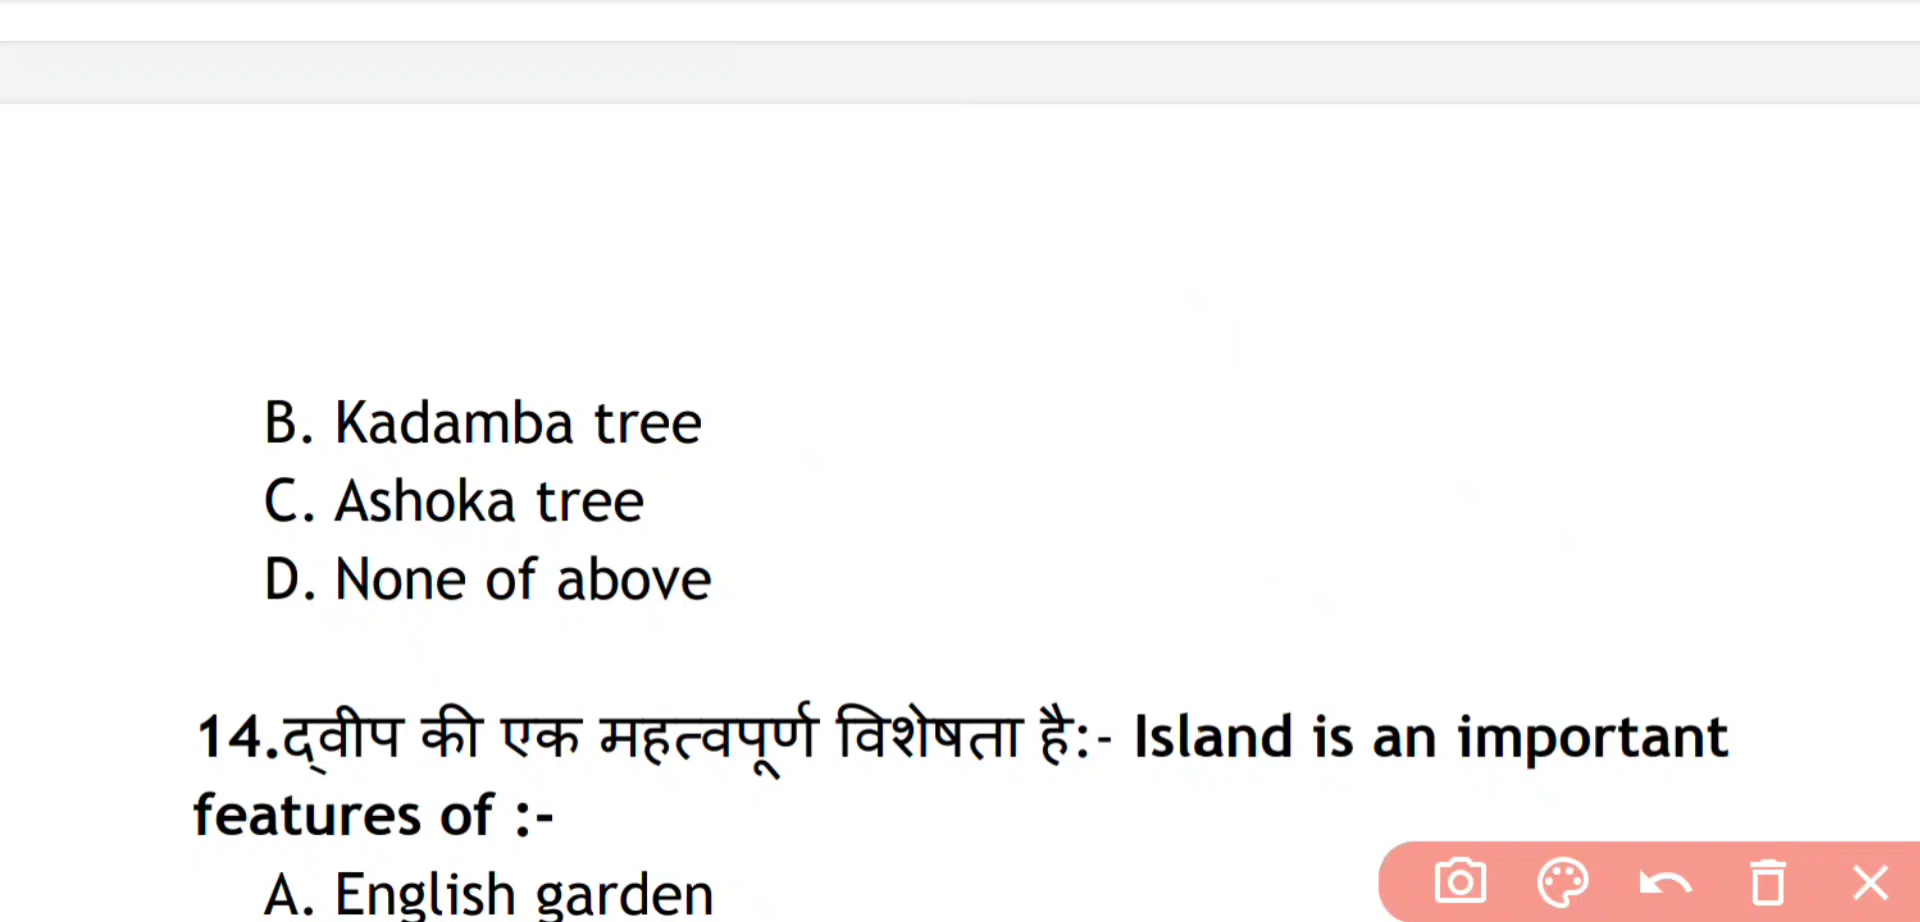 B. Kadamba tree
C. Ashoka tree
D. None of above
14.द्वीप की एक महत्वपूर्ण विशेषता है:- Island is an important
features of :-
A. English garden